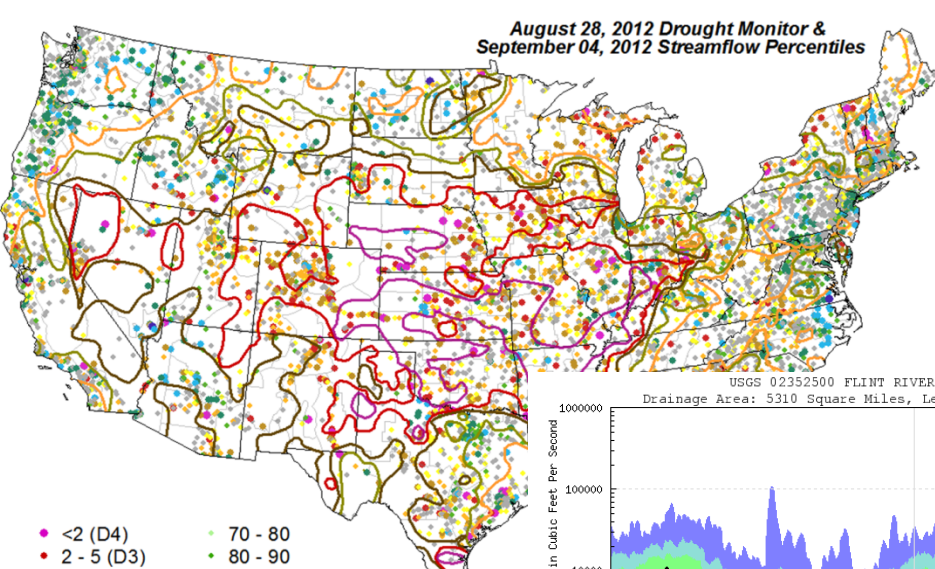 August 28, 2012 Drought Monitor &
September 04, 2012 Streamflow Percentiles
USGS 02352500 FLINT RIVER
Drainage Area: 5310 Square Miles, Le
1000000
100000
in Cubic Feet Per Second
<2 (D4)
70 - 80
2 - 5 (D3)
80 - 90